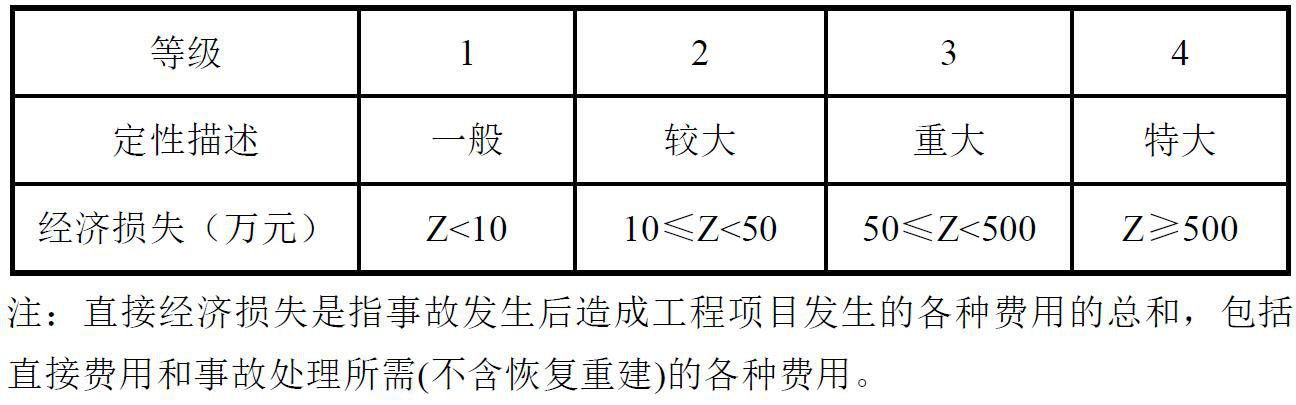 等级 1 2 3 4
定性描述 一般 较大 重大 特大
经济损失（万元） Z<10 10≤Z<50 50≤Z<500 Z≥500
注：直接经济损失是指事故发生后造成工程项目发生的各种费用的总和，包括
直接费用和事故处理所需(不含恢复重建)的各种费用。